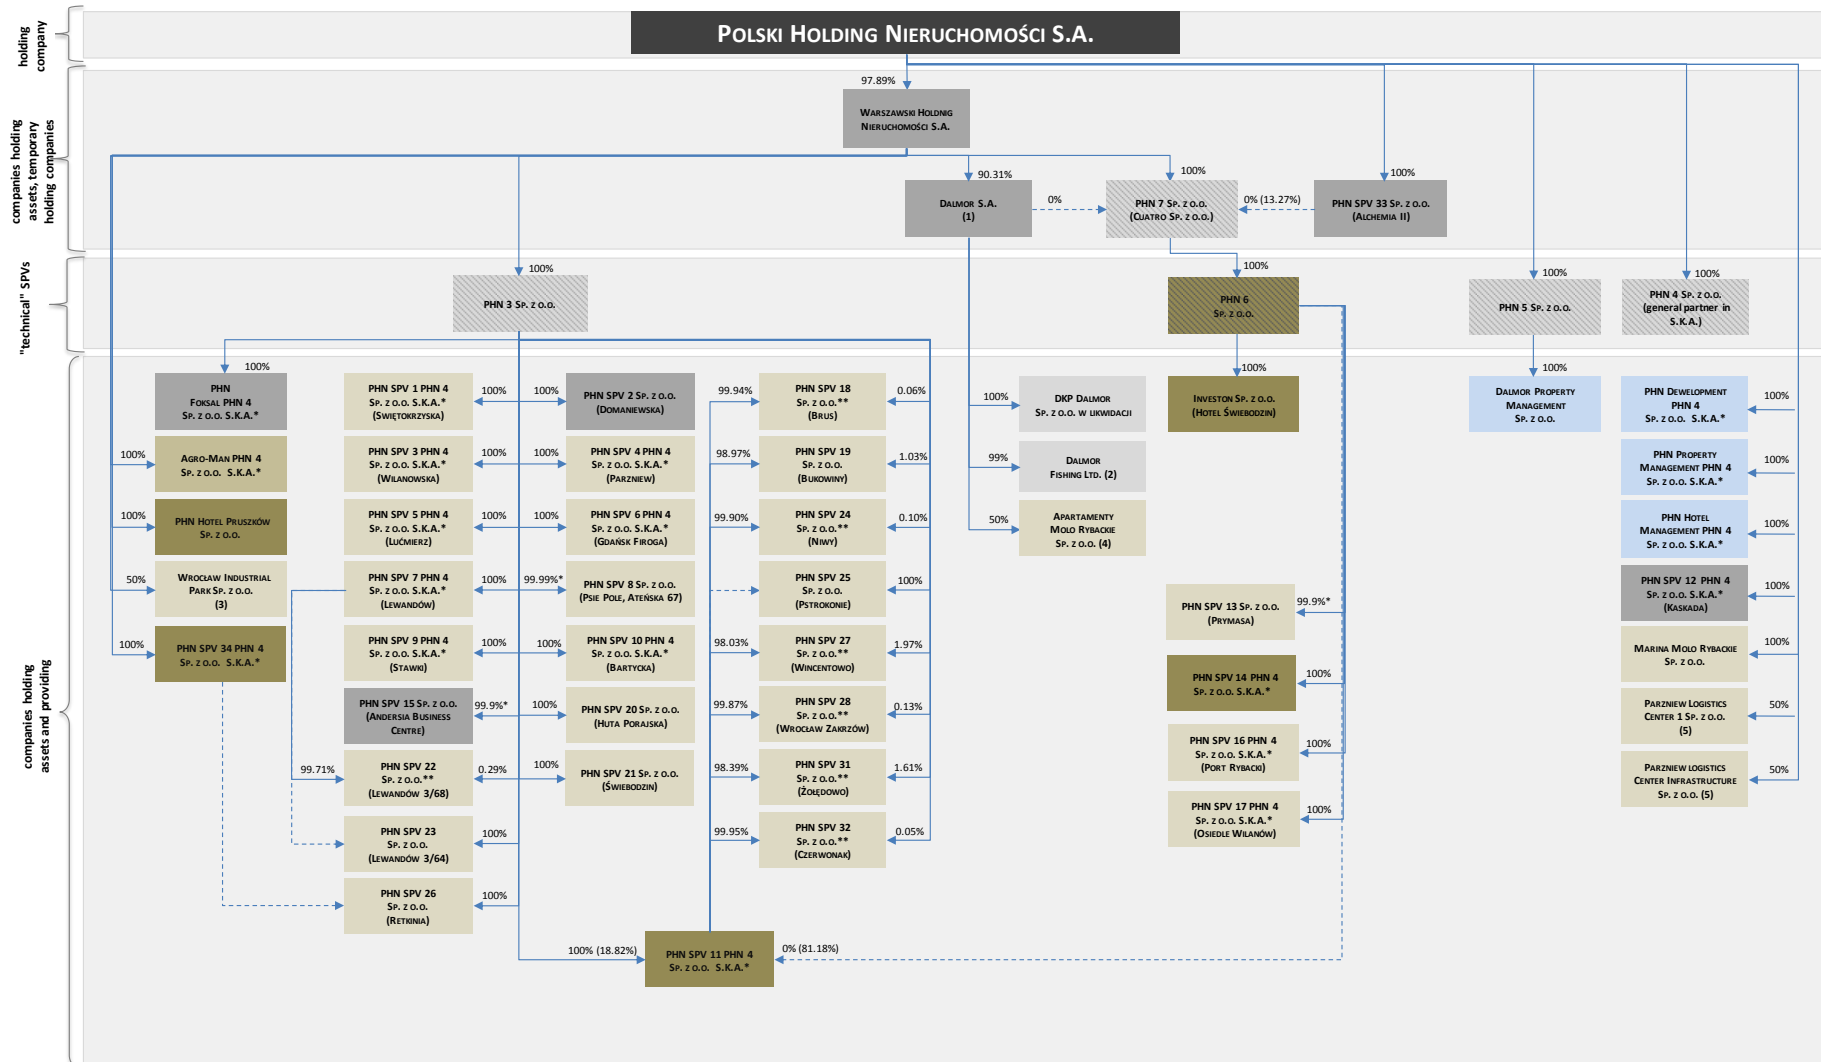 POLSKI HOLDING NIERUCHOMOŚCI S.A.
holding
company
97.89%
WARSZAWSKI HOLDNIG
NIERUCHOMOŚCI S.A.
companies holding
assets, temporary
holding companies
90.31%
100%
100%
DALMOR S.A.
(1)
0%
PHN 7 SP. Z O.O.
(CUATRO SP. Z O.O.)
0% (13.27%)
PHN SPV 33 SP. Z O.O.
(ALCHEMIA II)
"technical" SPVs
100%
PHN 3 SP. Z O.O.
100%
PHN 6
SP. Z O.O.
100%
PHN 5 SP. Z O.O.
100%
PHN 4 SP. Z O.O.
(general partner in
S.K.A.)
companies holding
assets and providing
100%
PHN
FOKSAL PHN 4
SP. Z O.O. S.K.A.*
100%
AGRO-MAN PHN 4
SP. Z O.O. S.K.A.*
100%
PHN HOTEL PRUSZKÓW
SP. Z O.O.
50%
WROCŁAW INDUSTRIAL
PARK SP. Z O.O.
(3)
100%
PHN SPV 34 PHN 4
SP. Z O.O. S.K.A.*
PHN SPV 1 PHN 4
SP. Z O.O. S.K.A.*
(ŚWIĘTOKRZYSKA)
100%
100%
PHN SPV 2 SP. Z O.O.
(DOMANIEWSKA)
PHN SPV 3 PHN 4
SP. Z O.O. S.K.A.*
(WILANOWSKA)
100%
100%
PHN SPV 4 PHN 4
SP. Z O.O. S.K.A.*
(PARZNIEW)
PHN SPV 5 PHN 4
SP. Z O.O. S.K.A.*
(LUĆMIERZ)
100%
100%
PHN SPV 6 PHN 4
SP. Z O.O. S.K.A.*
(GDAŃSK FIROGA)
PHN SPV 7 PHN 4
SP. Z O.O. S.K.A.*
(LEWANDÓW)
100%
99.99%*
PHN SPV 8 SP. Z O.O.
(PSIE POLE, ATEŃSKA 67)
PHN SPV 9 PHN 4
SP. Z O.O. S.K.A.*
(STAWKI)
100%
100%
PHN SPV 10 PHN 4
SP. Z O.O. S.K.A.*
(BARTYCKA)
PHN SPV 15 SP. Z O.O.
(ANDERSIA BUSINESS
CENTRE)
99.9%*
100%
PHN SPV 20 SP. Z O.O.
(HUTA PORAJSKA)
99.71%
PHN SPV 22
SP. Z O.O.**
(LEWANDÓW 3/68)
0.29%
100%
PHN SPV 21 SP. Z O.O.
(ŚWIEBODZIN)
PHN SPV 23
SP. Z O.O.
(LEWANDÓW 3/64)
100%
PHN SPV 26
SP. Z O.O.
(RETKINIA)
100%
100% (18.82%)
PHN SPV 11 PHN 4
SP. Z O.O. S.K.A.*
0% (81.18%)
99.94%
PHN SPV 18
SP. Z O.O.**
(BRUS)
0.06%
98.97%
PHN SPV 19
SP. Z O.O.
(BUKOWINY)
1.03%
99.90%
PHN SPV 24
SP. Z O.O.**
(NIWY)
0.10%
PHN SPV 25
SP. Z O.O.
(PSTROKONIE)
100%
98.03%
PHN SPV 27
SP. Z O.O.**
(WINCENTOWO)
1.97%
99.87%
PHN SPV 28
SP. Z O.O.**
(WROCŁAW ZAKRZÓW)
0.13%
98.39%
PHN SPV 31
SP. Z O.O.**
(ŻOŁĘDOWO)
1.61%
99.95%
PHN SPV 32
SP. Z O.O.**
(CZERWONAK)
0.05%
100%
DKP DALMOR
SP. Z O.O. W LIKWIDACJI
99%
DALMOR
FISHING LTD. (2)
50%
APARTAMENTY
MOLO RYBACKIE
SP. Z O.O. (4)
100%
INVESTON SP. Z O.O.
(HOTEL ŚWIEBODZIN)
PHN SPV 13 SP. Z O.O.
(PRYMASA)
99.9%*
PHN SPV 14 PHN 4
SP. Z O.O. S.K.A.*
100%
PHN SPV 16 PHN 4
SP. Z O.O. S.K.A.*
(PORT RYBACKI)
100%
PHN SPV 17 PHN 4
SP. Z O.O. S.K.A.*
(OSIEDLE WILANÓW)
100%
100%
DALMOR PROPERTY
MANAGEMENT
SP. Z O.O.
PHN DEWELOPMENT
PHN 4
SP. Z O.O. S.K.A.*
100%
PHN PROPERTY
MANAGEMENT PHN 4
SP. Z O.O. S.K.A.*
100%
PHN HOTEL
MANAGEMENT PHN 4
SP. Z O.O. S.K.A.*
100%
PHN SPV 12 PHN 4
SP. Z O.O. S.K.A.*
(KASKADA)
100%
MARINA MOLO RYBACKIE
SP. Z O.O.
100%
PARZNIEW LOGISTICS
CENTER 1 SP. Z O.O.
(5)
50%
PARZNIEW LOGISTICS
CENTER INFRASTRUCTURE
SP. Z O.O. (5)
50%